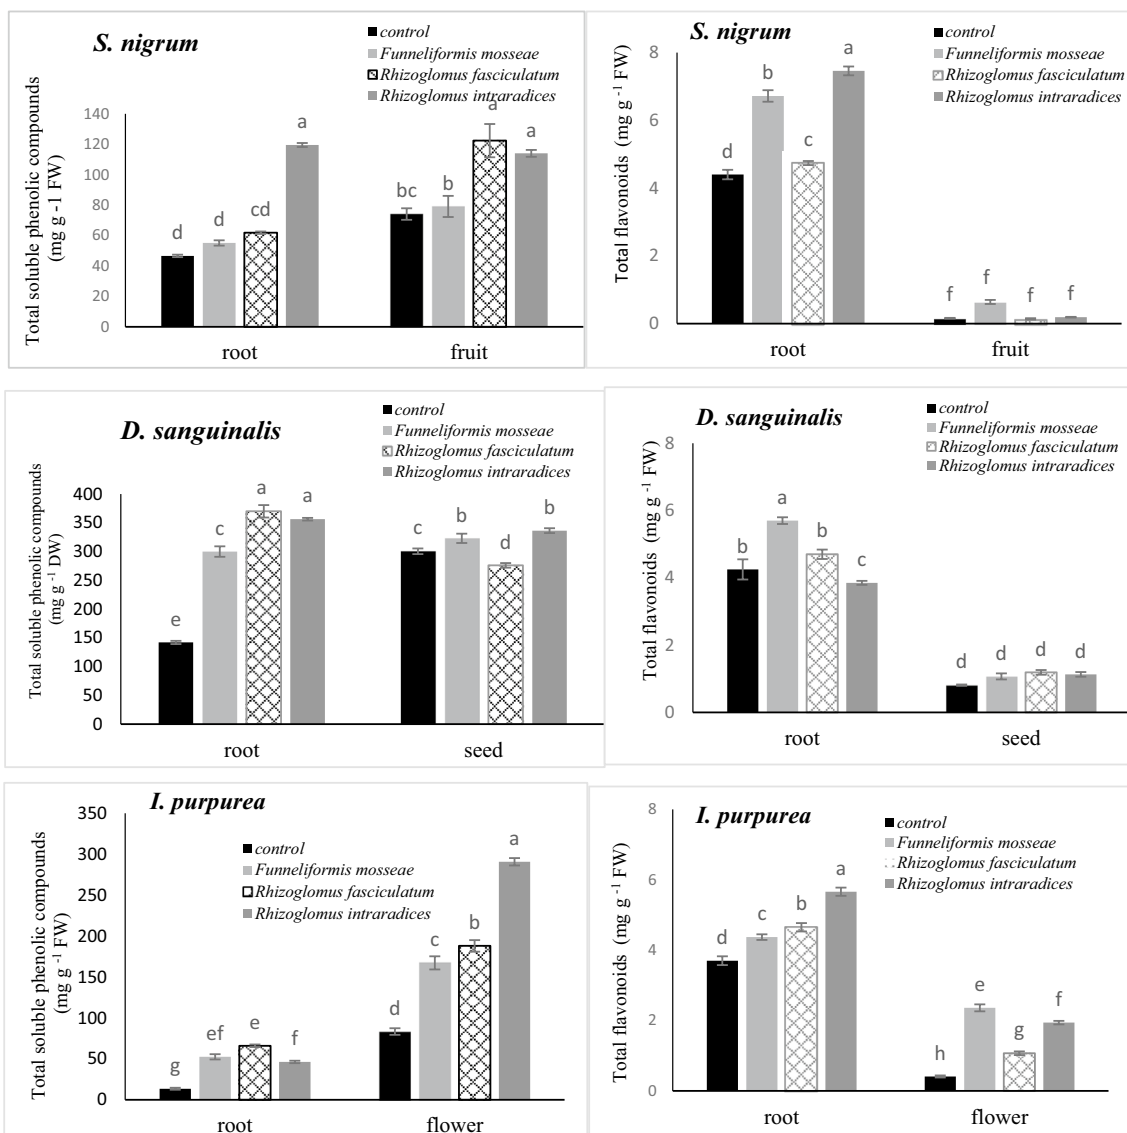 S. nigrum
control
Funneliformis mosseae
Rhizoglomus fasciculatum
Rhizoglomus intraradices
Total soluble phenolic compounds
(mg g -1 FW)
140
120
100
80
60
40
20
0
d
d
cd
a
bc
b
a
a
root
fruit
S. nigrum
control
Funneliformis mosseae
Rhizoglomus fasciculatum
Rhizoglomus intraradices
Total flavonoids (mg g -1 FW)
8
6
4
2
0
d
b
c
a
f
f
f
f
root
fruit
D. sanguinalis
control
Funneliformis mosseae
Rhizoglomus fasciculatum
Rhizoglomus intraradices
Total soluble phenolic compounds
(mg g -1 DW)
400
350
300
250
200
150
100
50
0
e
c
a
a
c
b
d
b
root
seed
D. sanguinalis
control
Funneliformis mosseae
Rhizoglomus fasciculatum
Rhizoglomus intraradices
Total flavonoids (mg g -1 FW)
8
6
4
2
0
b
a
b
c
d
d
d
d
root
seed
I. purpurea
control
Funneliformis mosseae
Rhizoglomus fasciculatum
Rhizoglomus intraradices
Total soluble phenolic compounds
(mg g -1 FW)
350
300
250
200
150
100
50
0
g
ef
e
f
d
c
b
a
root
flower
I. purpurea
control
Funneliformis mosseae
Rhizoglomus fasciculatum
Rhizoglomus intraradices
Total flavonoids (mg g -1 FW)
8
6
4
2
0
d
c
b
a
h
e
g
f
root
flower